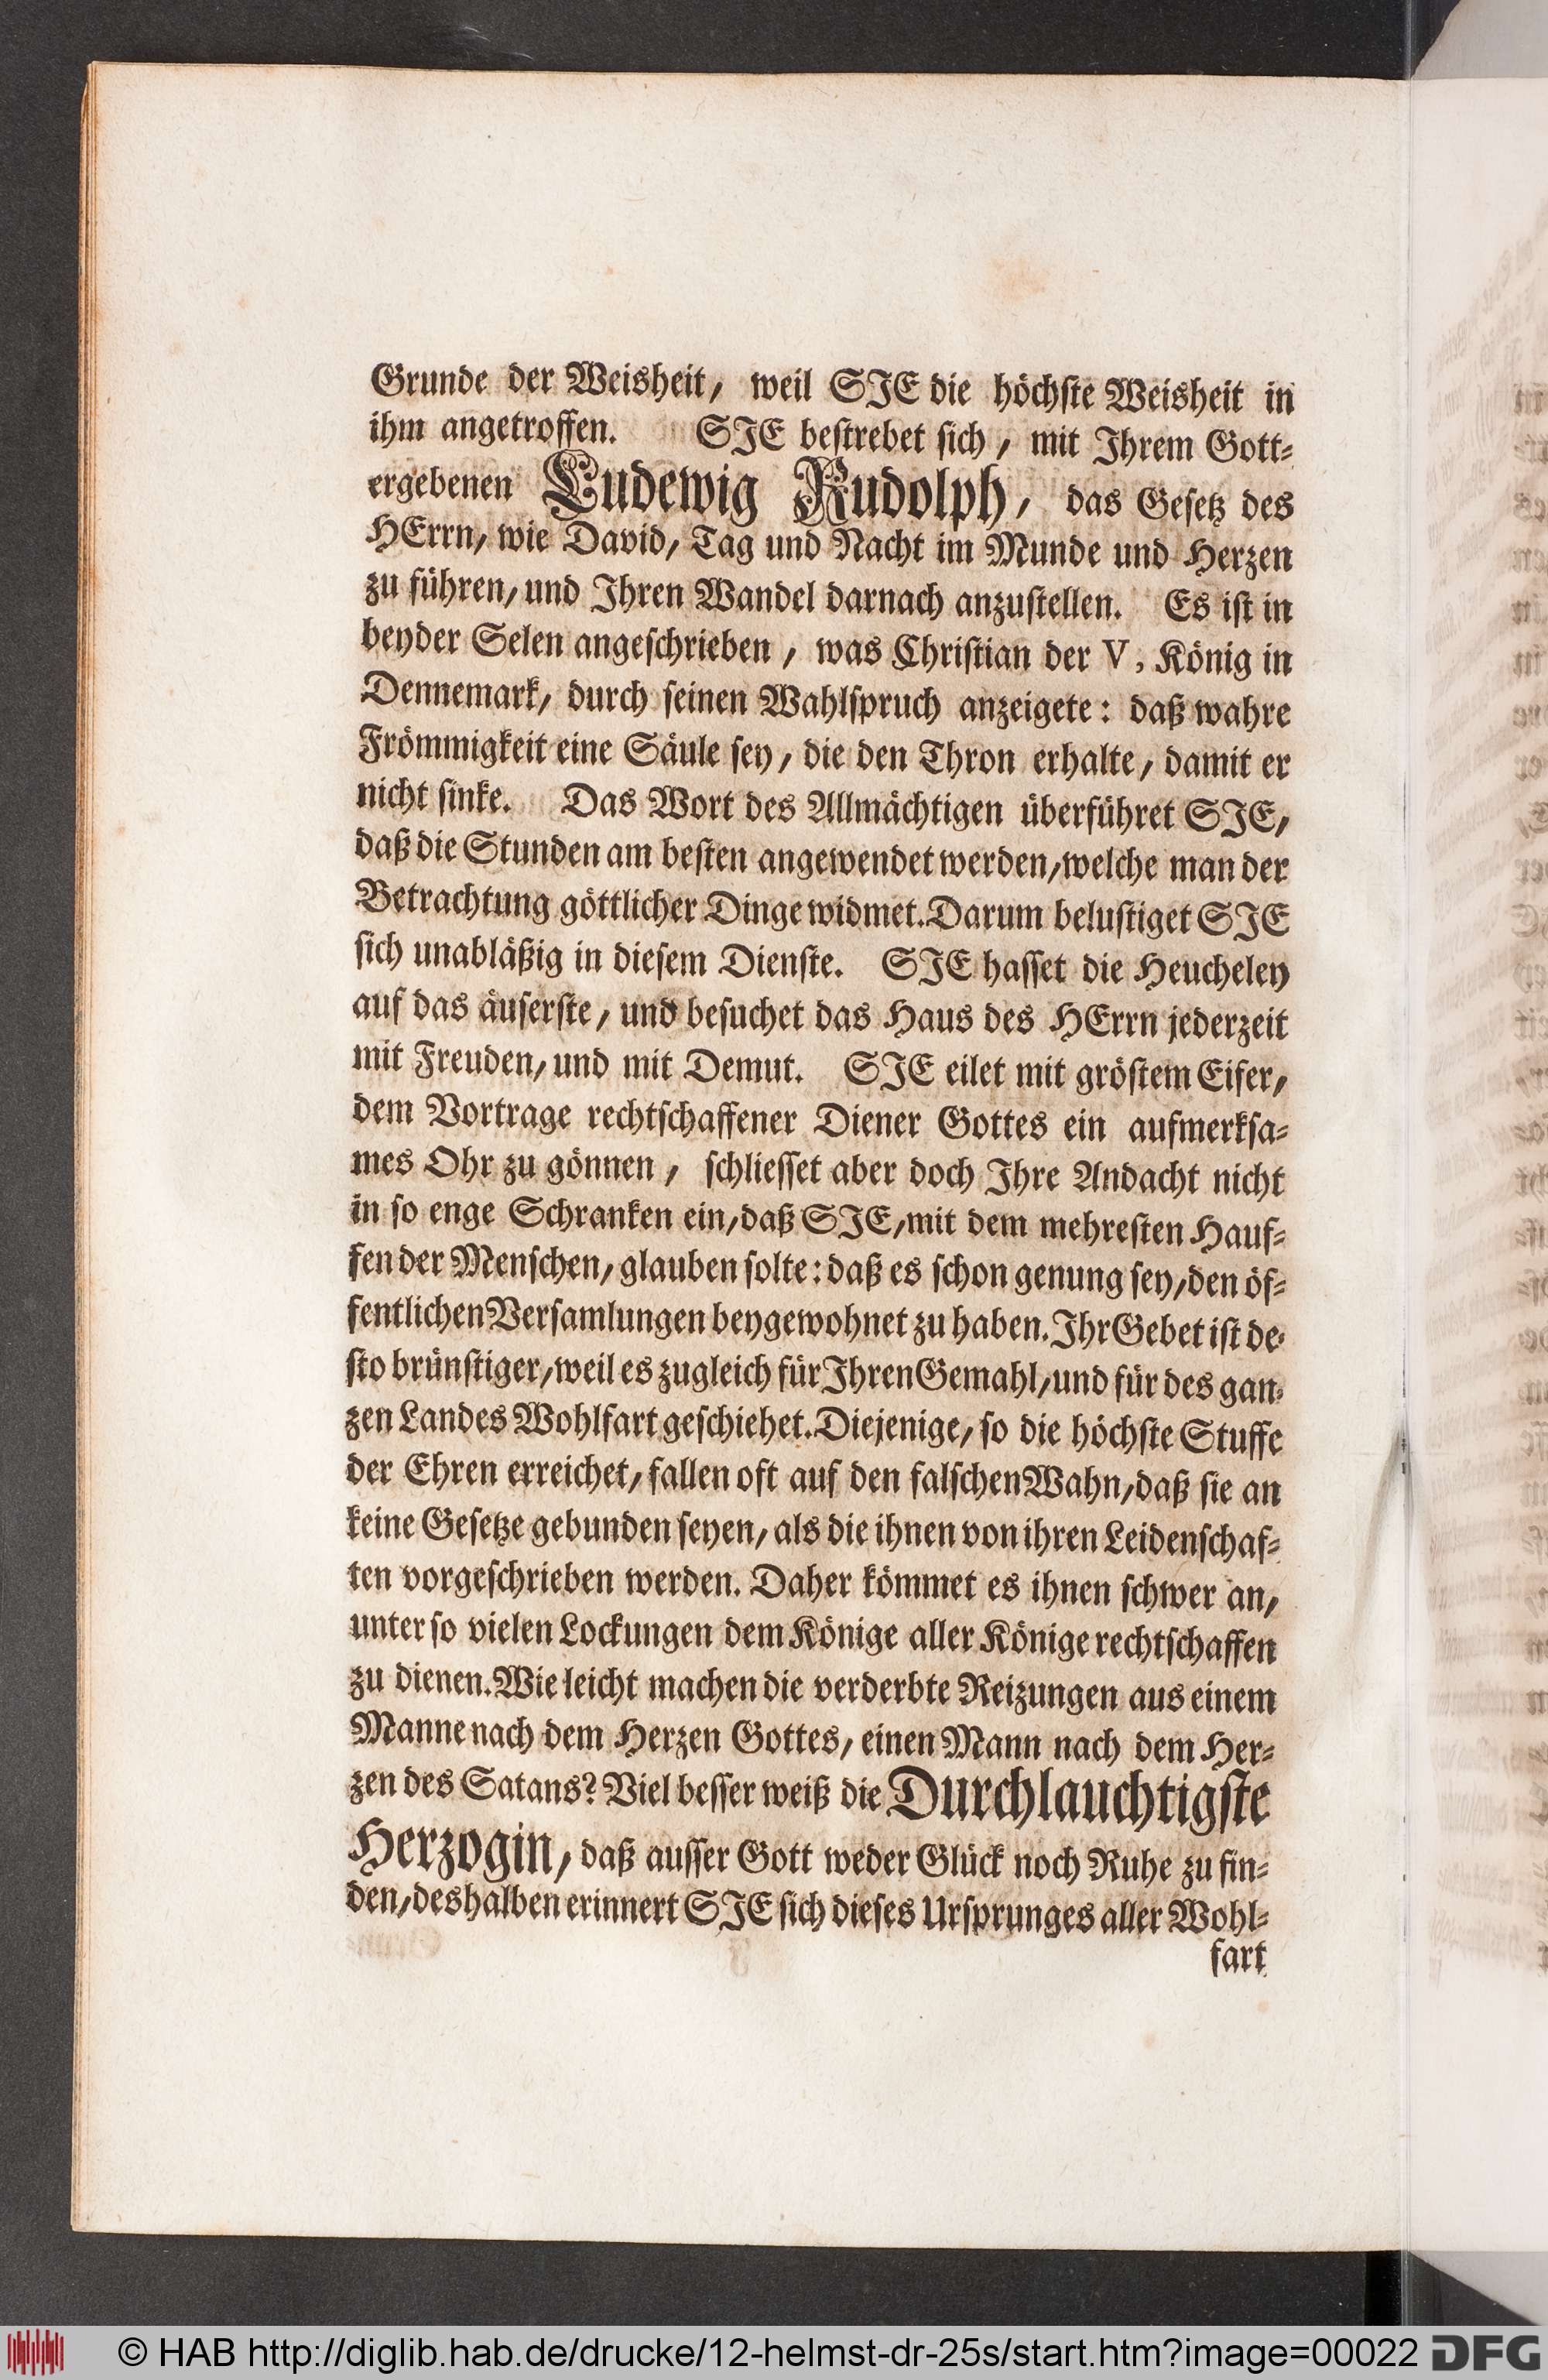 Grunde der Weisheit, weil SIE die höchste Weisheit in
ihm angetroffen. SIE bestrebet sich, mit Ihrem Gott-
ergebenen Ludewig Rudolph, das Gesetz des
HErrn, wie David, Tag und Nacht im Munde und Herzen
zu führen, und Ihren Wandel darnach anzustellen. Es ist in
beyder Selen angeschrieben, was Christian der V, König in
Dennemark, durch seinen Wahlspruch anzeigete: daß wahre
Frömmigkeit eine Säule sey, die den Thron erhalte, damit er
nicht sinke. Das Wort des Allmächtigen überführet SIE,
daß die Stunden am besten angewendet werden, welche man der
Betrachtung göttlicher Dinge widmet. Darum belustiget SIE
sich unabläßig in diesem Dienste. SIE hasset die Heucheley
auf das äuserste, und besuchet das Haus des HErrn jederzeit
mit Freuden, und mit Demut. SIE eilet mit gröstem Eifer,
dem Vortrage rechtschaffener Diener Gottes ein aufmerksa-
mes Ohr zu gönnen, schliesset aber doch Ihre Andacht nicht
in so enge Schranken ein, daß SIE, mit dem mehresten Hauf-
fen der Menschen, glauben solte: daß es schon genung sey, den öf-
fentlichen Versamlungen beygewohnet zu haben. Ihr Gebet ist de-
sto brünstiger, weil es zugleich für Ihren Gemahl, und für des gan-
zen Landes Wohlfart geschiehet. Diejenige, so die höchste Stuffe
der Ehren erreichet, fallen oft auf den falschen Wahn, daß sie an
keine Gesetze gebunden seyen, als die ihnen von ihren Leidenschaf-
ten vorgeschrieben werden. Daher kömmet es ihnen schwer an,
unter so vielen Lockungen dem Könige aller Könige rechtschaffen
zu dienen. Wie leicht machen die verderbte Reizungen aus einem
Manne nach dem Herzen Gottes, einen Mann nach dem Her-
zen des Satans? Viel besser weiß die Durchlauchtigste
Herzogin, daß ausser Gott weder Glück noch Ruhe zu fin-
den, deshalben erinnert SIE sich dieses Ursprunges aller Wohl-
fart
© HAB http://diglib.hab.de/drucke/12-helmst-dr-25s/start.htm?image=00022 DFG